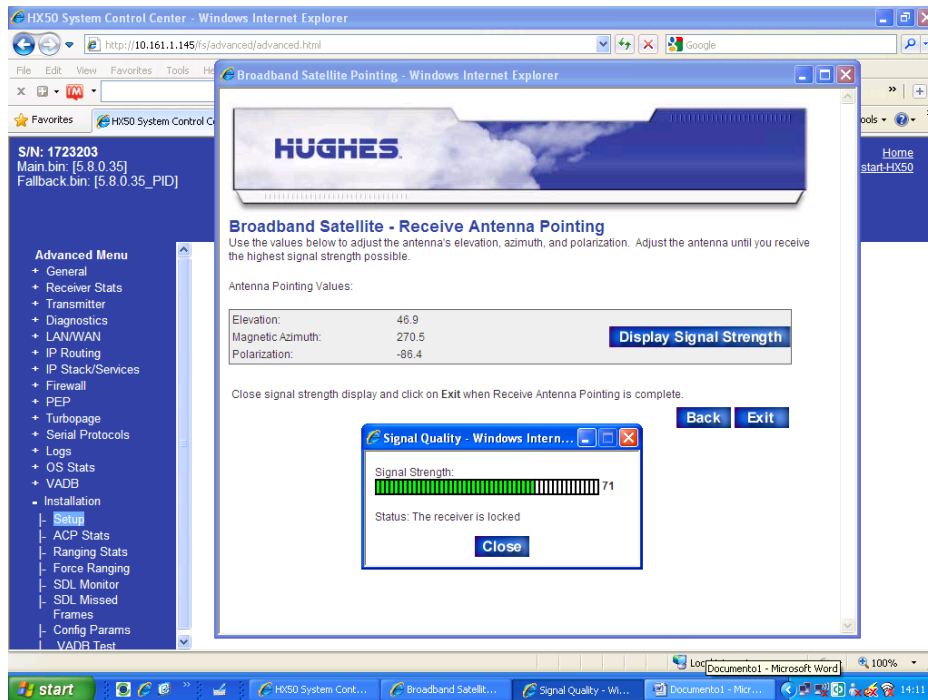 HX50 System Control Center - Windows Internet Explorer
http://10.161.1.145/fs/advanced/advanced.html
Google
File Edit View Favorites Tools He
Favorites
HX50 System Control C
ools
S/N: 1723203
Main.bin: [5.8.0.35]
Fallback.bin: [5.8.0.35_PID]
Home
start-HX50
Advanced Menu
+ General
+ Receiver Stats
+ Transmitter
+ Diagnostics
+ LAN/WAN
+ IP Routing
+ IP Stack/Services
+ Firewall
+ PEP
+ Turbopage
+ Serial Protocols
+ Logs
+ OS Stats
+ VADB
- Installation
|- Setup
|- ACP Stats
|- Ranging Stats
|- Force Ranging
|- SDL Monitor
|- SDL Missed
Frames
|- Config Params
| VADB Test
Broadband Satellite Pointing - Windows Internet Explorer
HUGHES.
Broadband Satellite - Receive Antenna Pointing
Use the values below to adjust the antenna's elevation, azimuth, and polarization. Adjust the antenna until you receive
the highest signal strength possible.
Antenna Pointing Values:
Elevation: 46.9
Magnetic Azimuth: 270.5
Polarization: -86.4
Display Signal Strength
Close signal strength display and click on Exit when Receive Antenna Pointing is complete.
Back Exit
Signal Quality - Windows Intern...
Signal Strength:
71
Status: The receiver is locked
Close
Loc
Documento1 - Microsoft Word
100%
start
HX50 System Cont...
Broadband Satellit...
Signal Quality - Wi...
Documento1 - Micr...
14:11